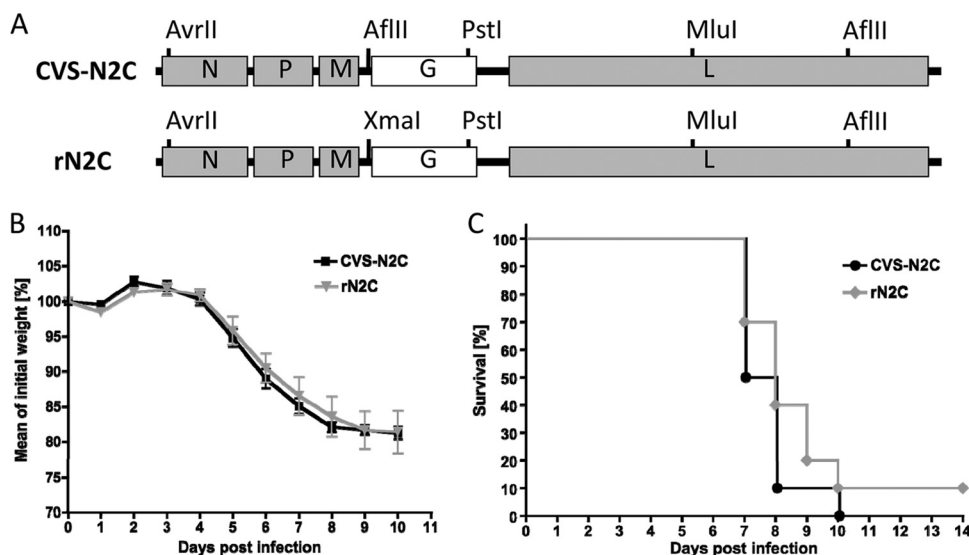 A
AvrII AflII PstI MluI AflII
CVS-N2C N P M G L
AvrII XmaI PstI MluI AflII
rN2C N P M G L
B
Mean of initial weight [%]
110
105
100
95
90
85
80
75
70
CVS-N2C
rN2C
0 1 2 3 4 5 6 7 8 9 10 11
Days post infection
C
Survival [%]
100
90
80
70
60
50
40
30
20
10
0
CVS-N2C
rN2C
0 1 2 3 4 5 6 7 8 9 10 11 12 13 14
Days post infection